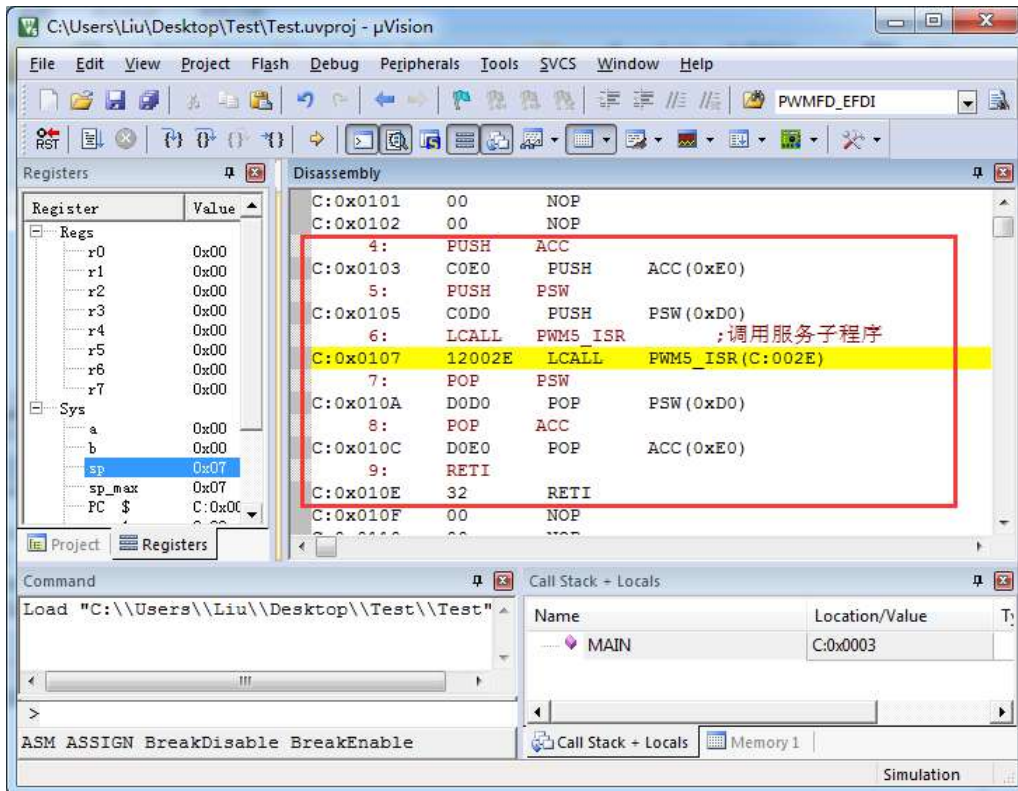 C:\Users\Liu\Desktop\Test\Test.uvproj - µVision
File Edit View Project Flash Debug Peripherals Tools SVCS Window Help
PWMFD_EFDI
RST
Registers
Disassembly
Register Value
Regs
r0 0x00
r1 0x00
r2 0x00
r3 0x00
r4 0x00
r5 0x00
r6 0x00
r7 0x00
Sys
a 0x00
b 0x00
sp 0x07
sp_max 0x07
PC $ C:0x00
C:0x0101 00 NOP
C:0x0102 00 NOP
4: PUSH ACC
C:0x0103 C0E0 PUSH ACC(0xE0)
5: PUSH PSW
C:0x0105 C0D0 PUSH PSW(0xD0)
6: LCALL PWM5_ISR ;调用服务子程序
C:0x0107 12002E LCALL PWM5_ISR(C:002E)
7: POP PSW
C:0x010A D0D0 POP PSW(0xD0)
8: POP ACC
C:0x010C D0E0 POP ACC(0xE0)
9: RETI
C:0x010E 32 RETI
C:0x010F 00 NOP
Project Registers
Command
Load "C:\\Users\\Liu\\Desktop\\Test\\Test"
>
ASM ASSIGN BreakDisable BreakEnable
Call Stack + Locals
Name Location/Value
MAIN C:0x0003
Call Stack + Locals Memory 1
Simulation